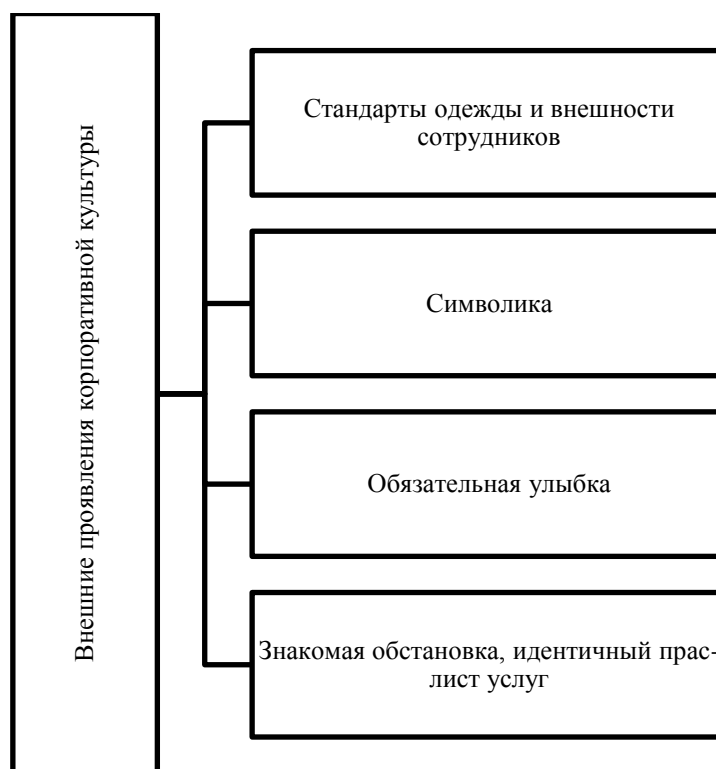 Внешние проявления корпоративной культуры
Стандарты одежды и внешности
сотрудников
Символика
Обязательная улыбка
Знакомая обстановка, идентичный прас-
лист услуг